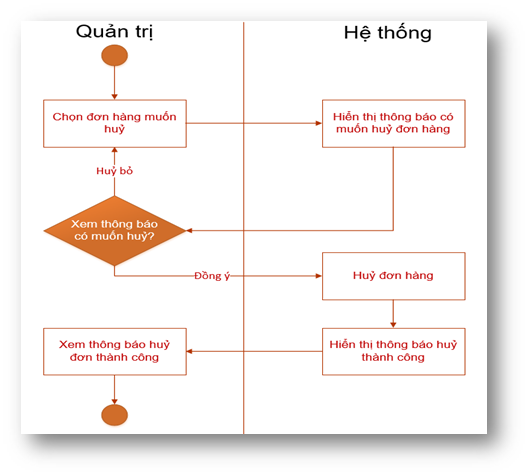 Quản trị
Hệ thống
Chọn đơn hàng muốn
huỷ
Hiển thị thông báo có
muốn huỷ đơn hàng
Huỷ bỏ
Xem thông báo
có muốn huỷ?
Đồng ý
Huỷ đơn hàng
Xem thông báo huỷ
đơn thành công
Hiển thị thông báo huỷ
thành công